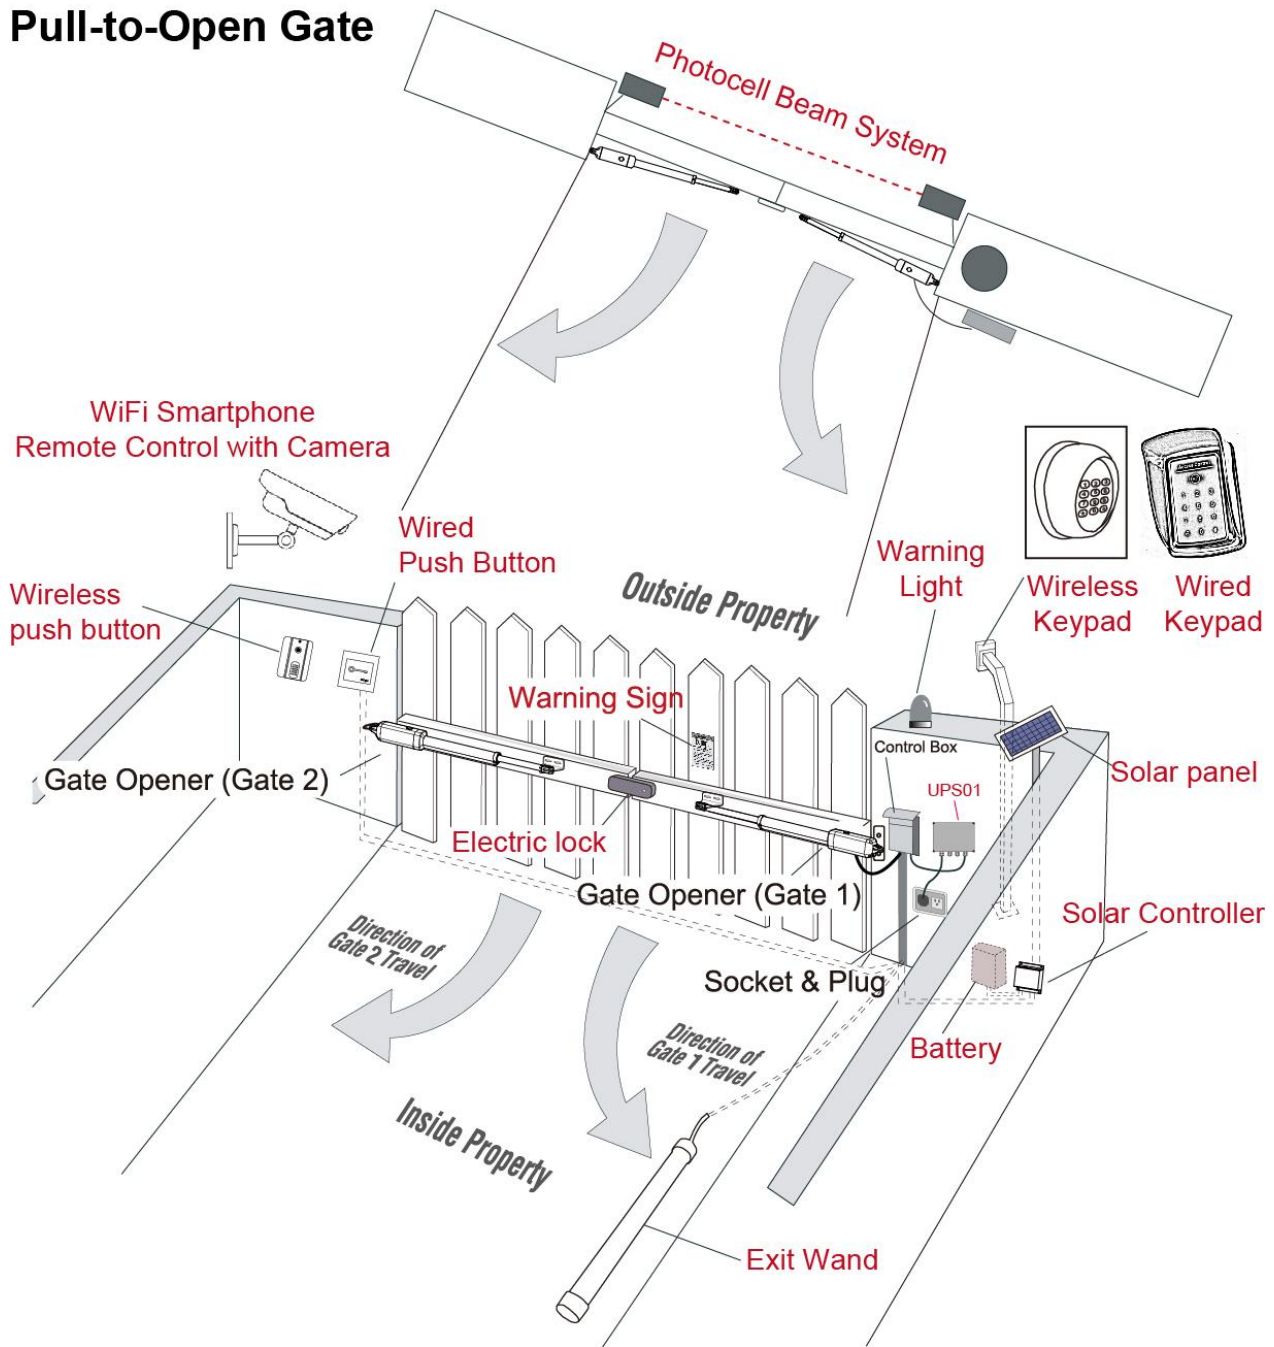 Pull-to-Open Gate
Photocell Beam System
WiFi Smartphone
Remote Control with Camera
Wired
Push Button
Wireless
push button
Outside Property
Warning
Light
Wireless
Keypad
Wired
Keypad
Warning Sign
Control Box
UPS01
Solar panel
Gate Opener (Gate 2)
Electric lock
Gate Opener (Gate 1)
Solar Controller
Direction of
Gate 2 Travel
Socket & Plug
Battery
Direction of
Gate 1 Travel
Inside Property
Exit Wand